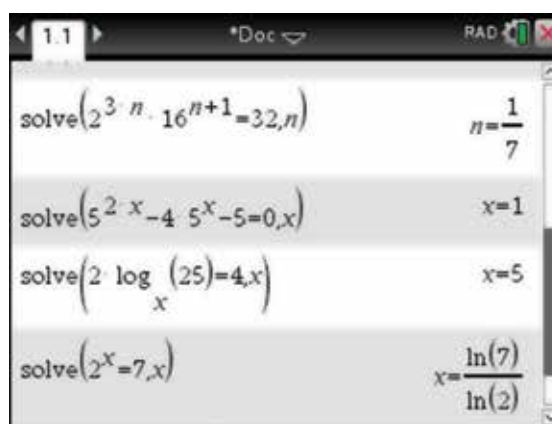 1.1 *Doc RAD
solve(2^(3·n)·16^(n+1)=32,n) n=1/7
solve(5^(2·x)-4·5^x-5=0,x) x=1
solve(2·log_x(25)=4,x) x=5
solve(2^x=7,x) x=ln(7)/ln(2)